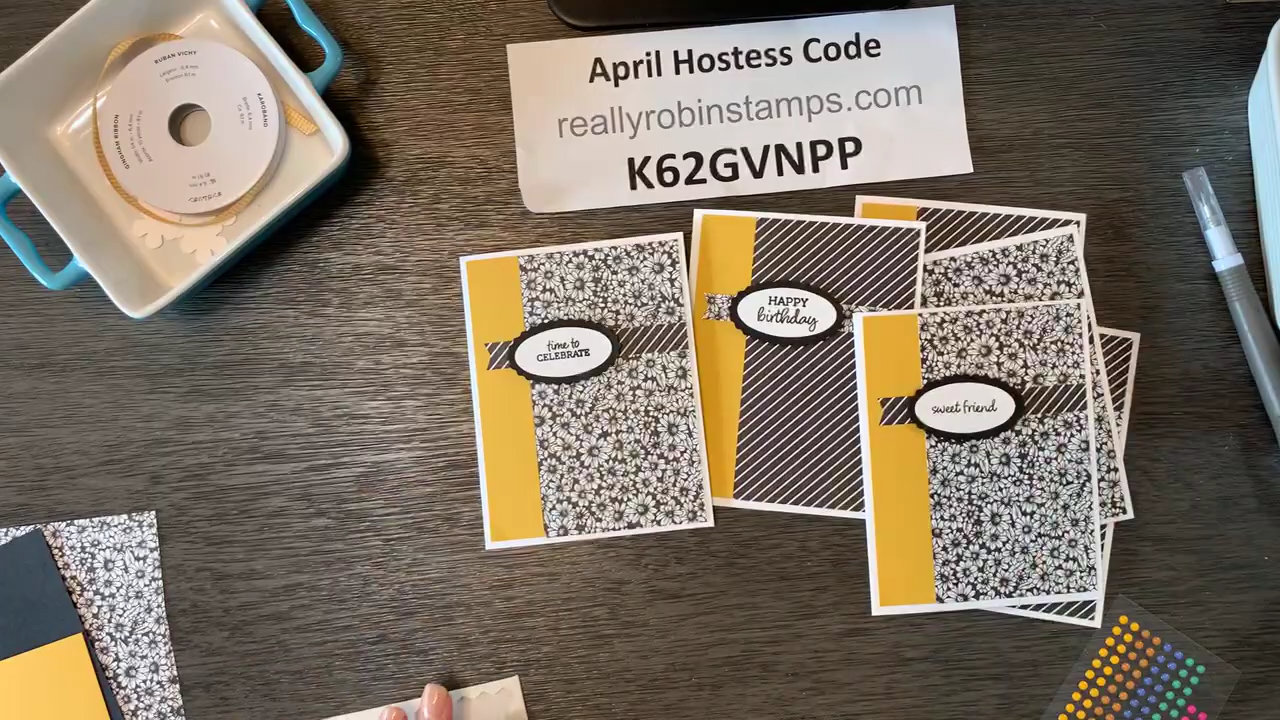 April Hostess Code
reallyrobinstamps.com
K62GVNPP
RUBAN VICHY
GINGHAM RIBBON
time to
CELEBRATE
HAPPY
birthday
sweet friend